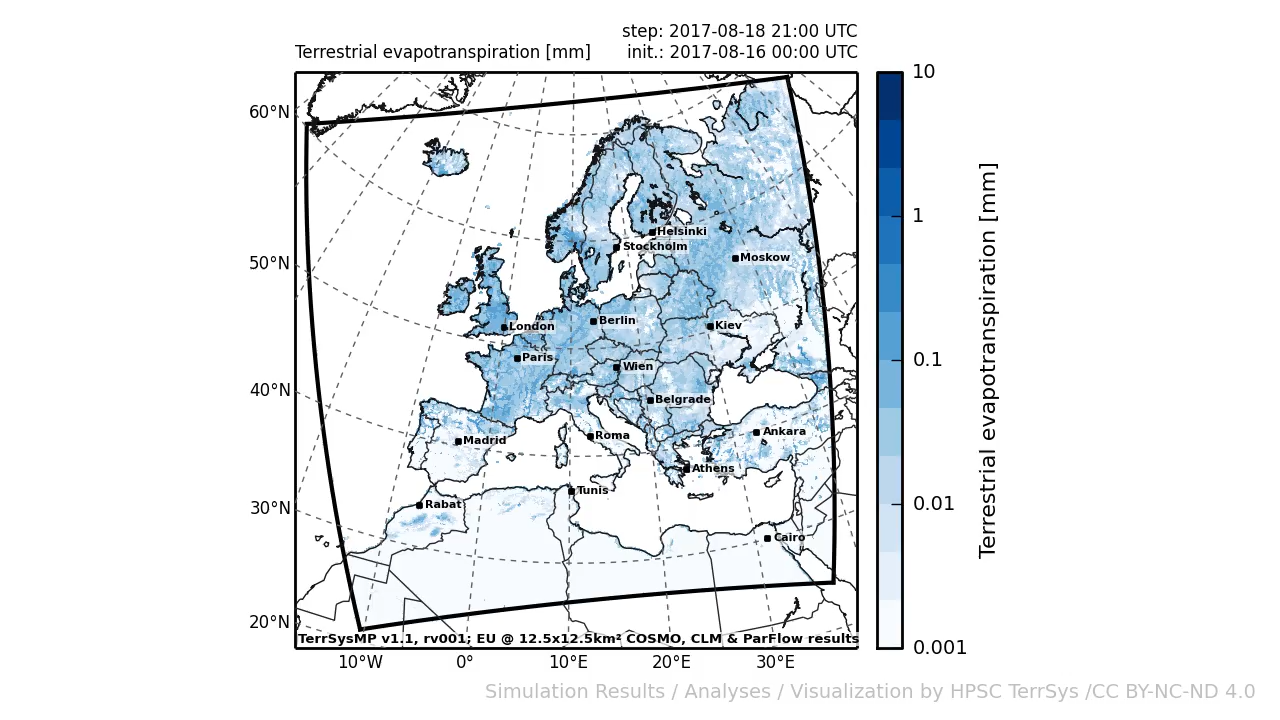 step: 2017-08-18 21:00 UTC
Terrestrial evapotranspiration [mm] init.: 2017-08-16 00:00 UTC
10
60°N
1
Helsinki
Stockholm
Moskow
50°N
London
Berlin
Kiev
Paris
0.1
Wien
40°N
Belgrade
Madrid
Roma
Ankara
Athens
Tunis
Rabat
0.01
30°N
Cairo
20°N
TerrSysMP v1.1, rv001; EU @ 12.5x12.5km² COSMO, CLM & ParFlow results
0.001
10°W 0° 10°E 20°E 30°E
Terrestrial evapotranspiration [mm]
Simulation Results / Analyses / Visualization by HPSC TerrSys /CC BY-NC-ND 4.0